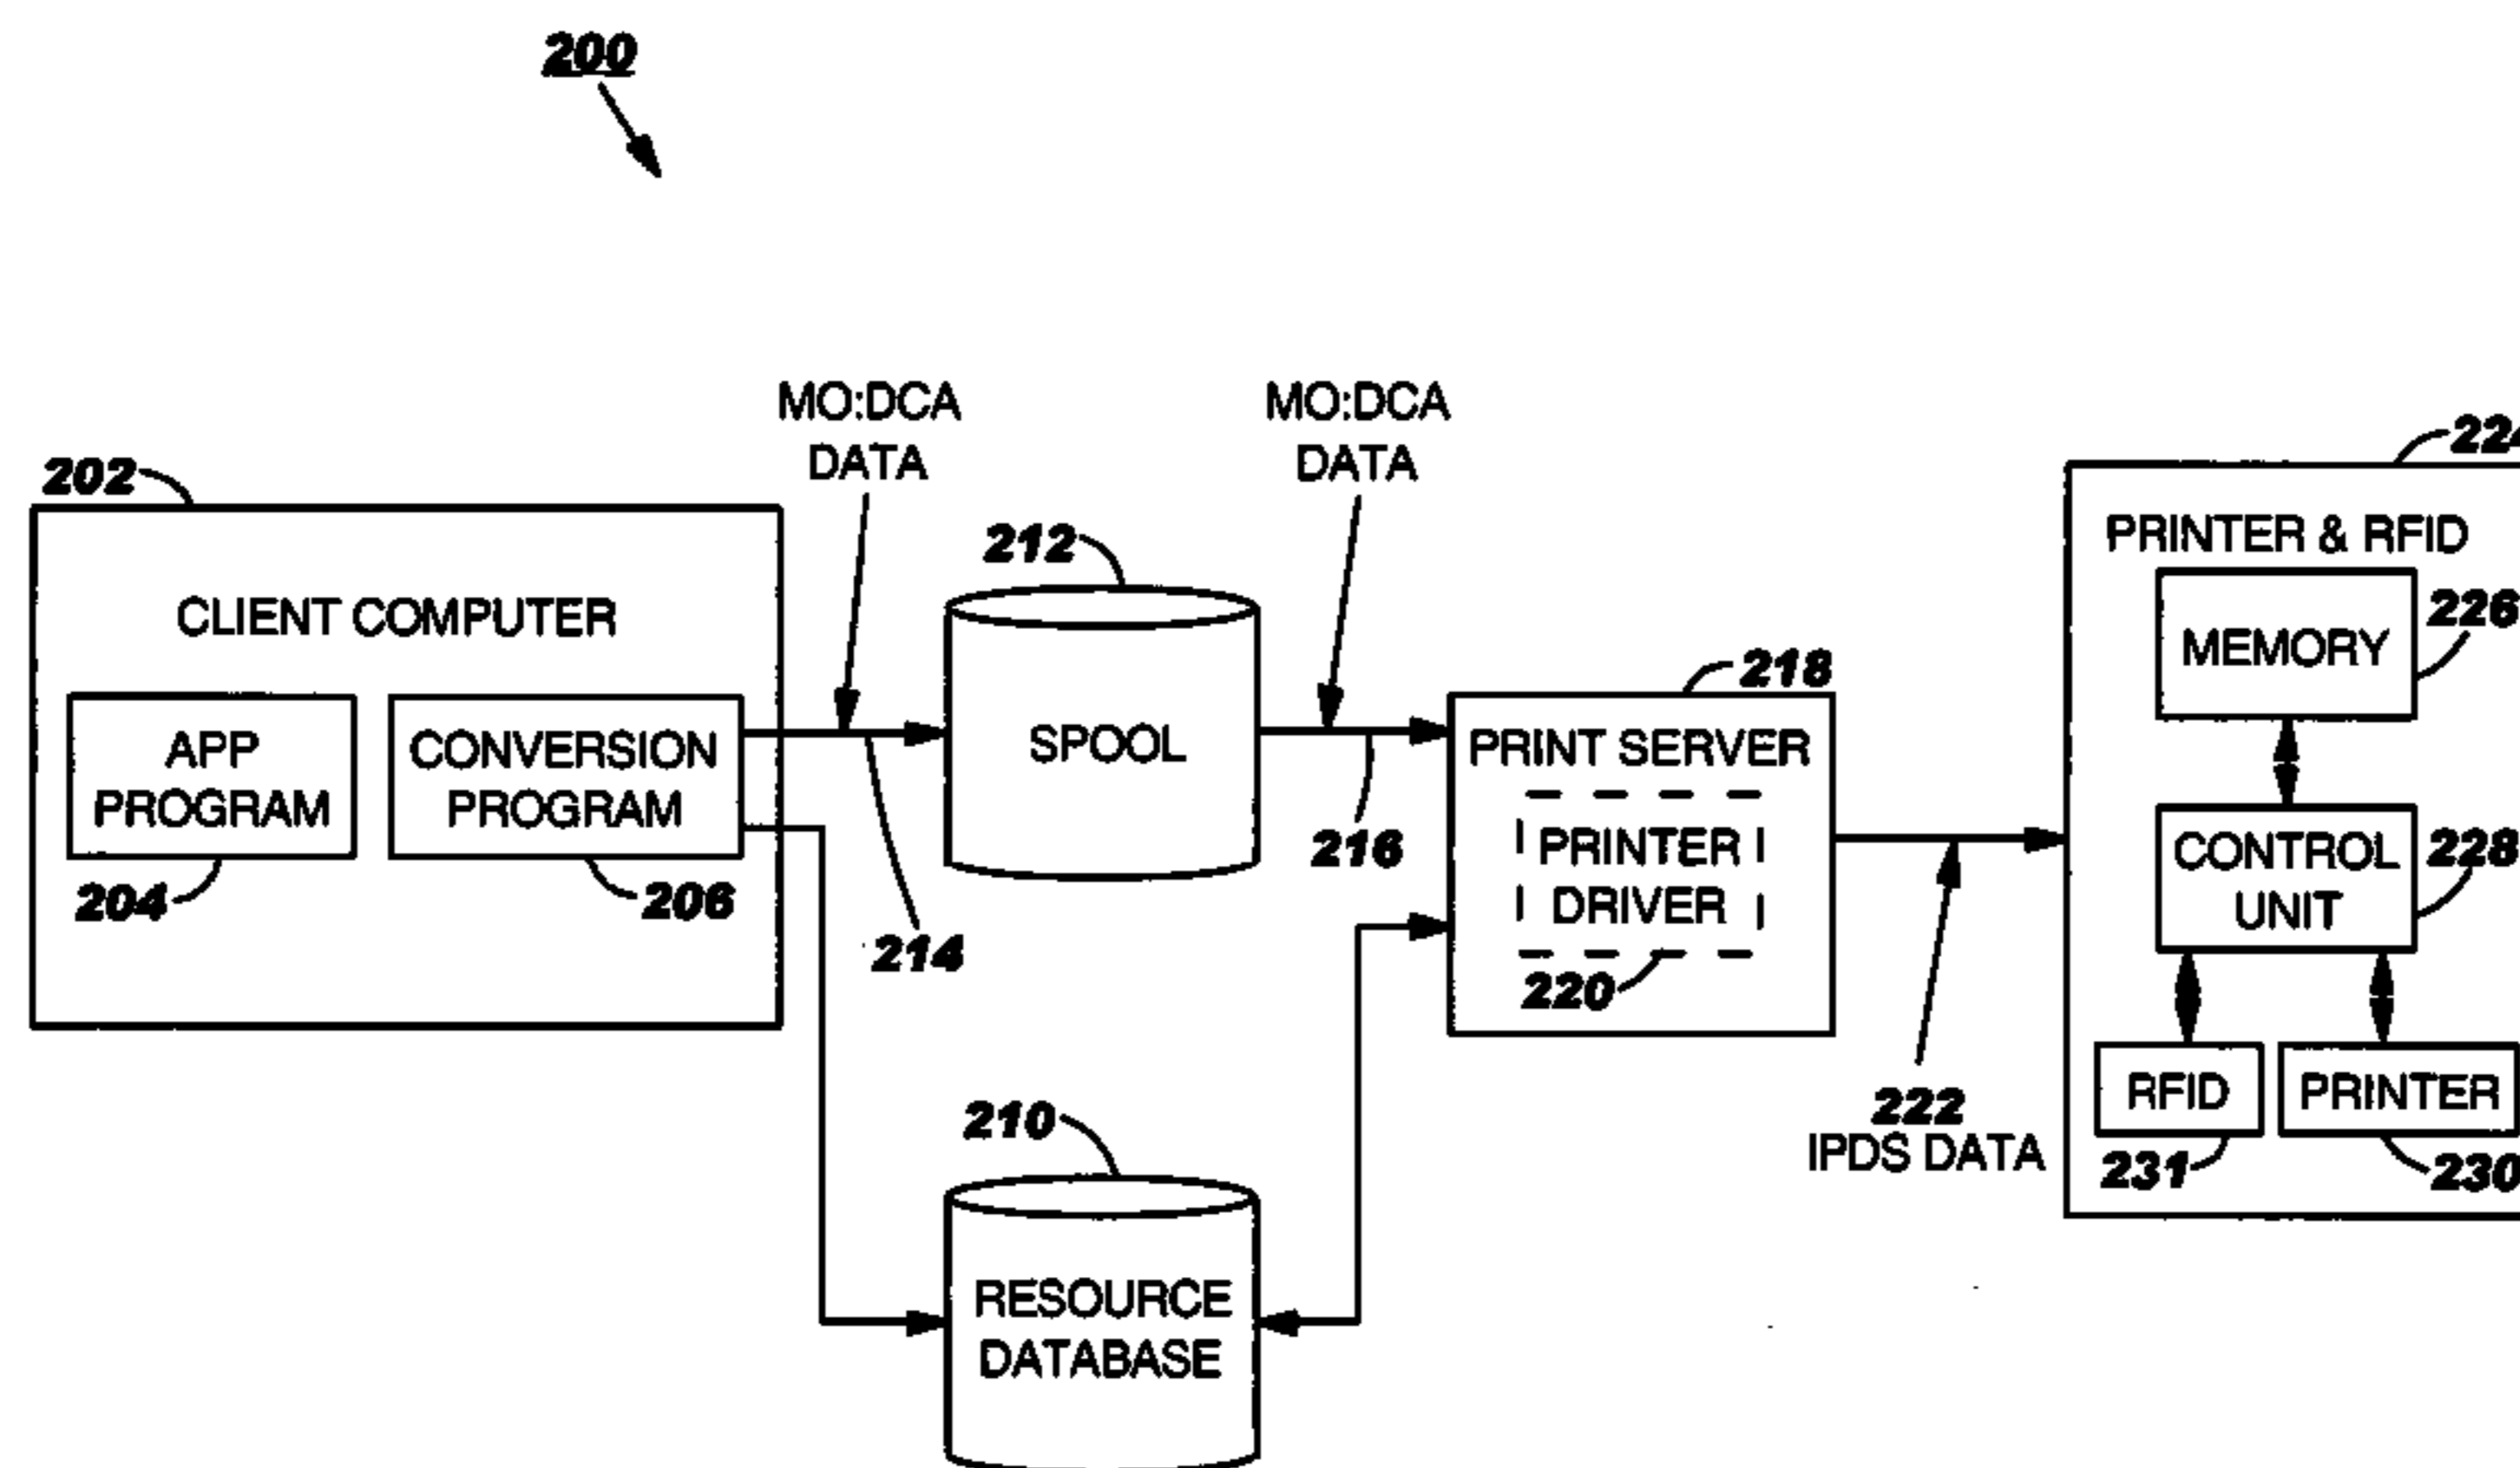 200
MO:DCA
DATA
MO:DCA
DATA
202
CLIENT COMPUTER
APP
PROGRAM
204
CONVERSION
PROGRAM
206
214
212
SPOOL
216
218
PRINT SERVER
PRINTER
DRIVER
220
210
RESOURCE
DATABASE
222
IPDS DATA
PRINTER & RFID
MEMORY
226
CONTROL
UNIT
228
RFID
231
PRINTER
230